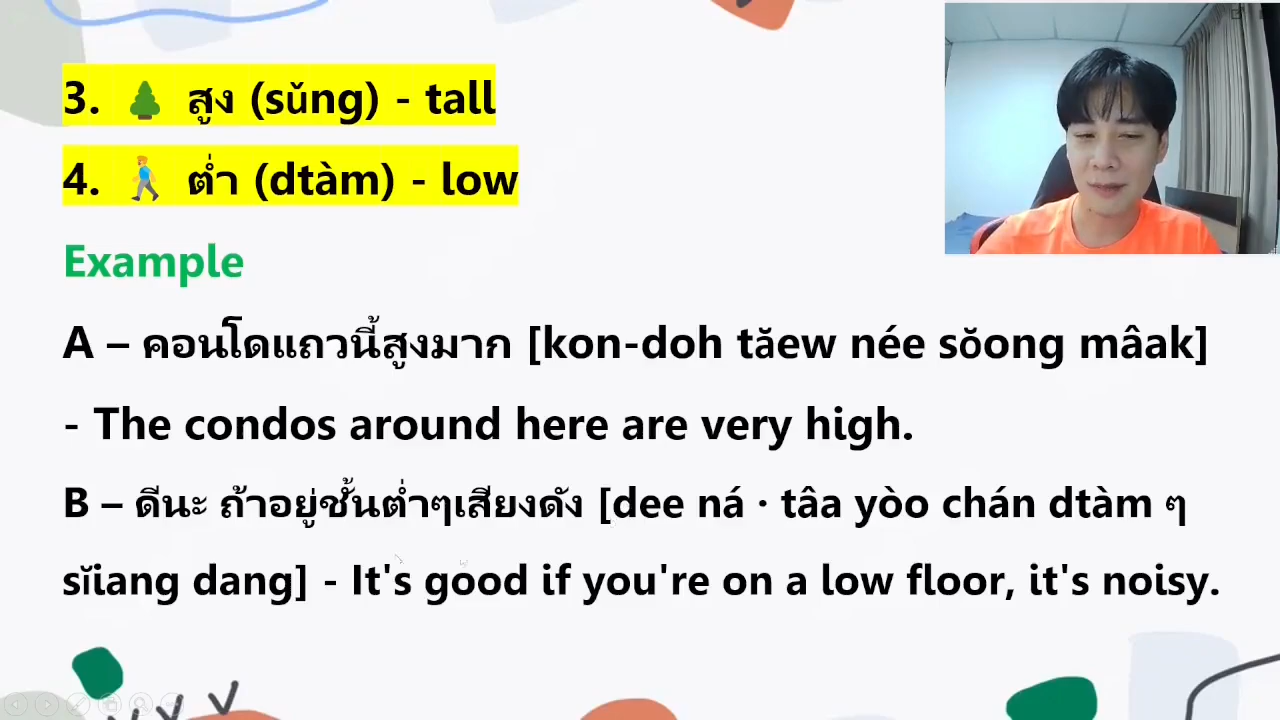 3. 🌲 สูง (sǔng) - tall
4. 🚶 ต่ำ (dtàm) - low
Example
A – คอนโดแถวนี้สูงมาก [kon-doh tǎew née sǒong mâak]
- The condos around here are very high.
B – ดีนะ ถ้าอยู่ชั้นต่ำๆเสียงดัง [dee ná · tâa yòo chán dtàm ๆ
sǐiang dang] - It's good if you're on a low floor, it's noisy.